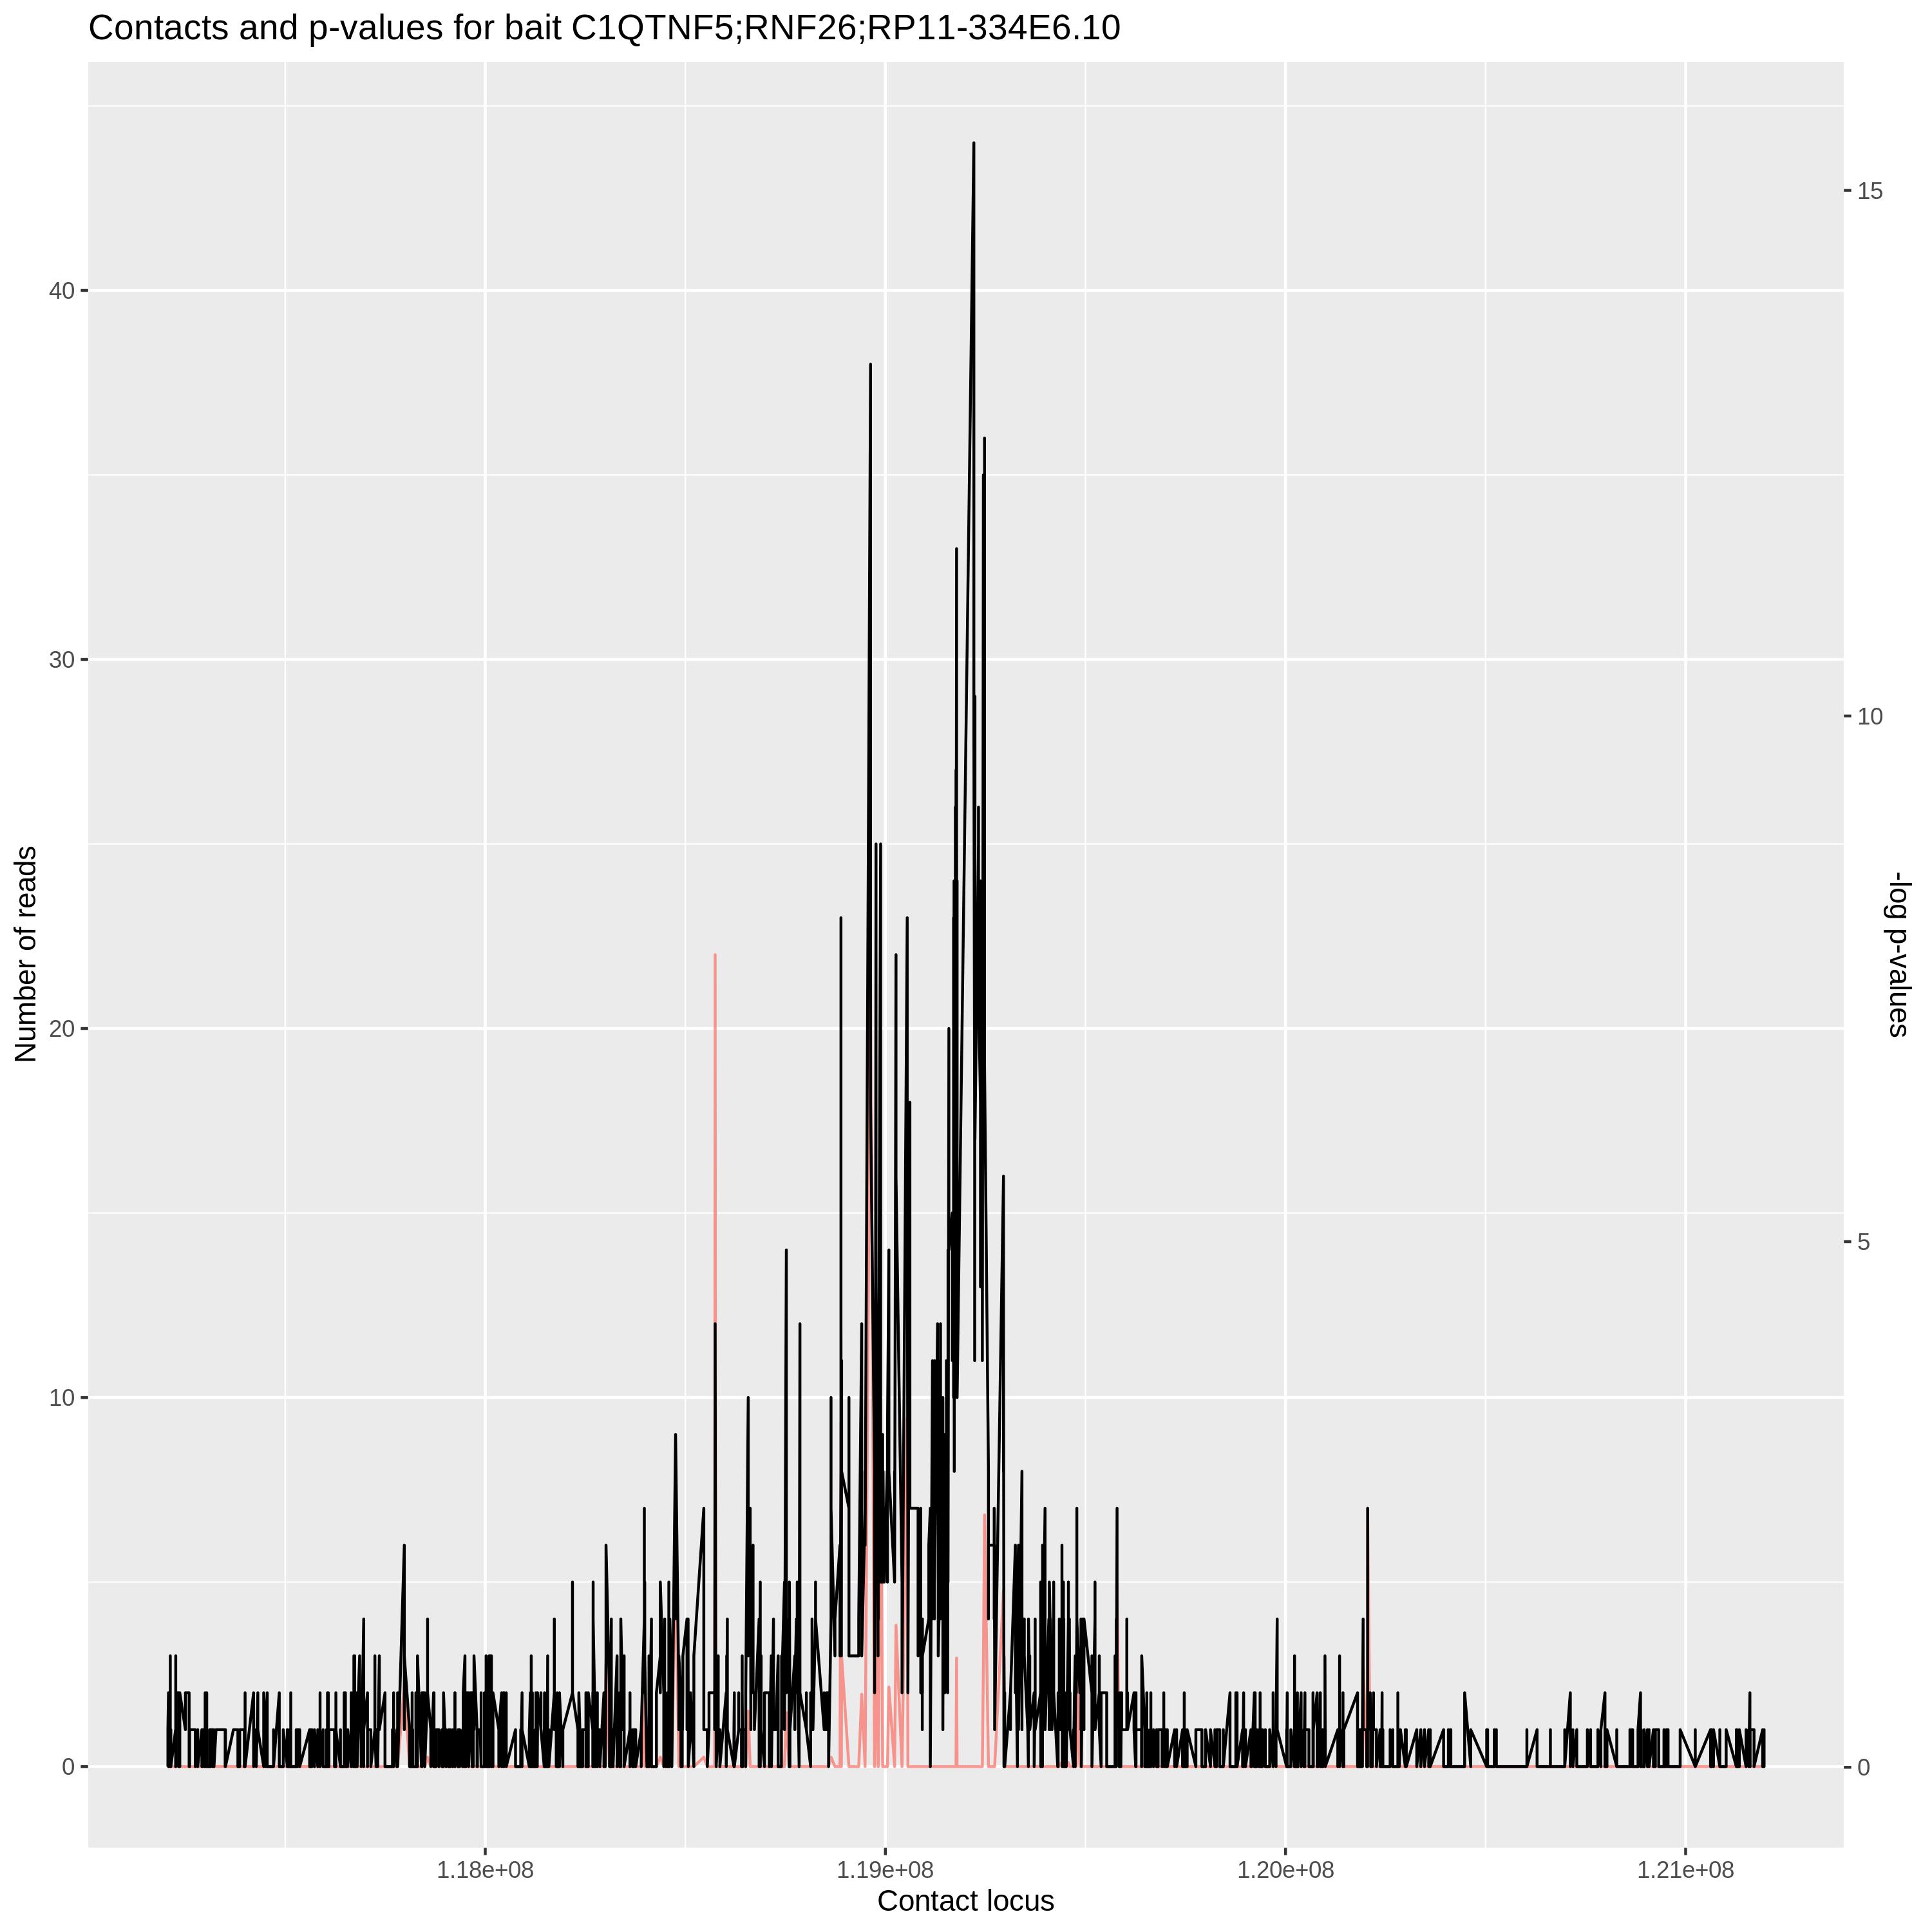 Contacts and p-values for bait C1QTNF5;RNF26;RP11-334E6.10
40
30
20
10
0
Number of reads
15
10
5
0
-log p-values
1.18e+08
1.19e+08
1.20e+08
1.21e+08
Contact locus